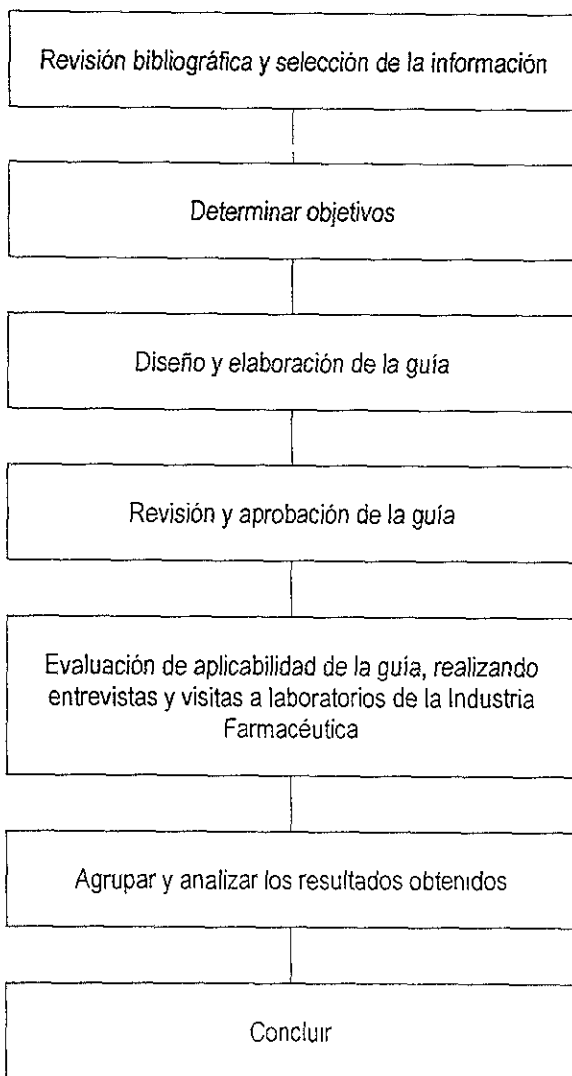 Revisión bibliográfica y selección de la información
Determinar objetivos
Diseño y elaboración de la guía
Revisión y aprobación de la guía
Evaluación de aplicabilidad de la guía, realizando
entrevistas y visitas a laboratorios de la Industria
Farmacéutica
Agrupar y analizar los resultados obtenidos
Concluir